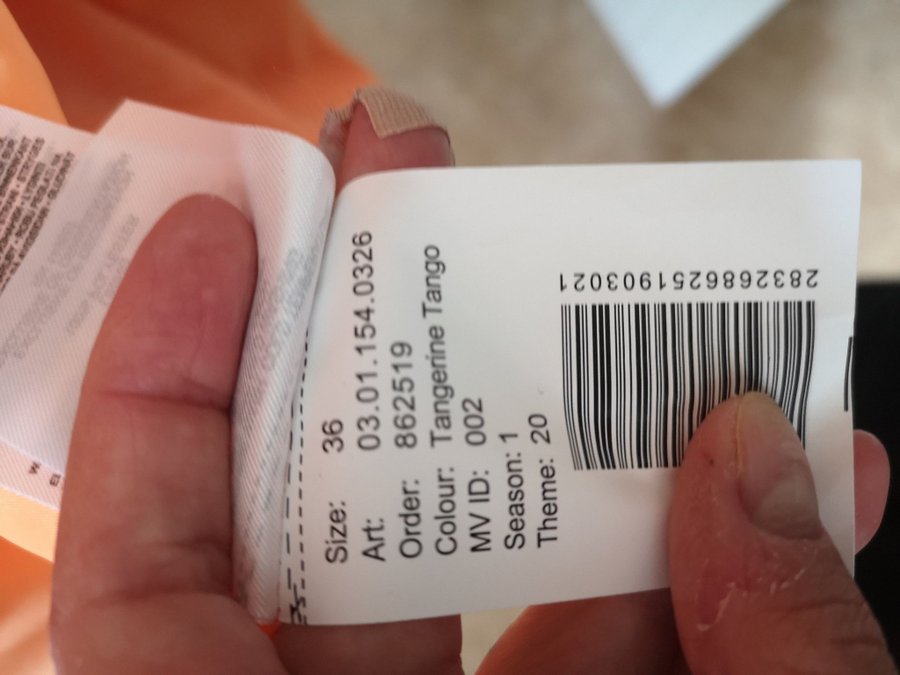 Size: 36
Art: 03.01.154.0326
Order: 862519
Colour: Tangerine Tango
MV ID: 002
Season: 1
Theme: 20
2832686251903021